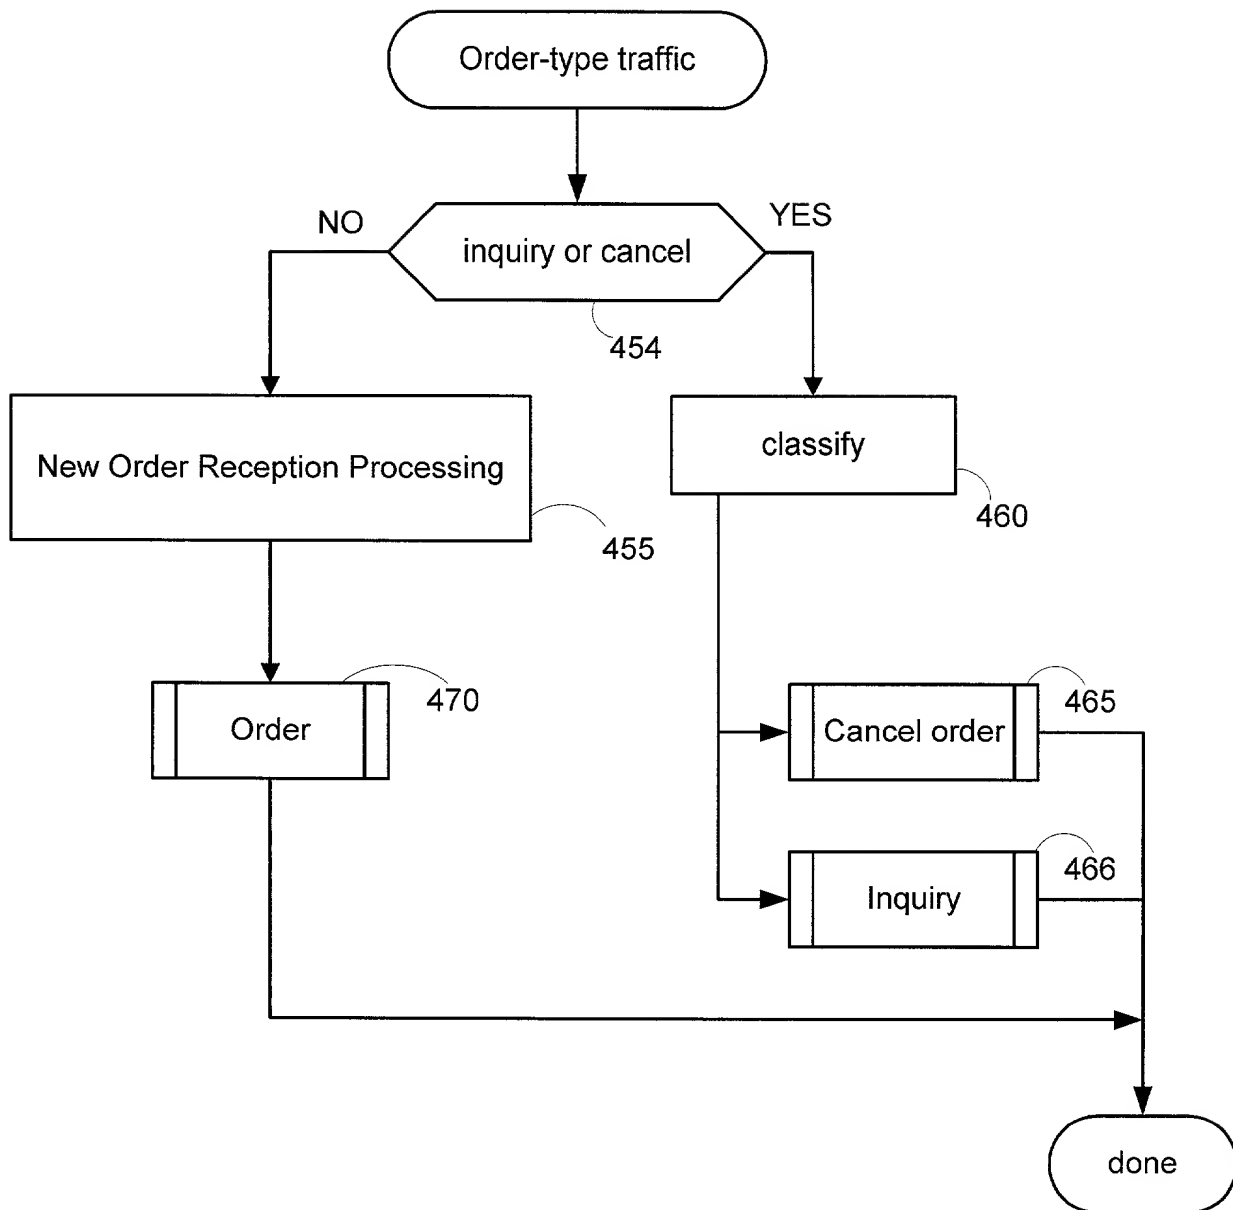 Order-type traffic
NO
YES
inquiry or cancel
454
New Order Reception Processing
455
classify
460
Order
470
Cancel order
465
Inquiry
466
done